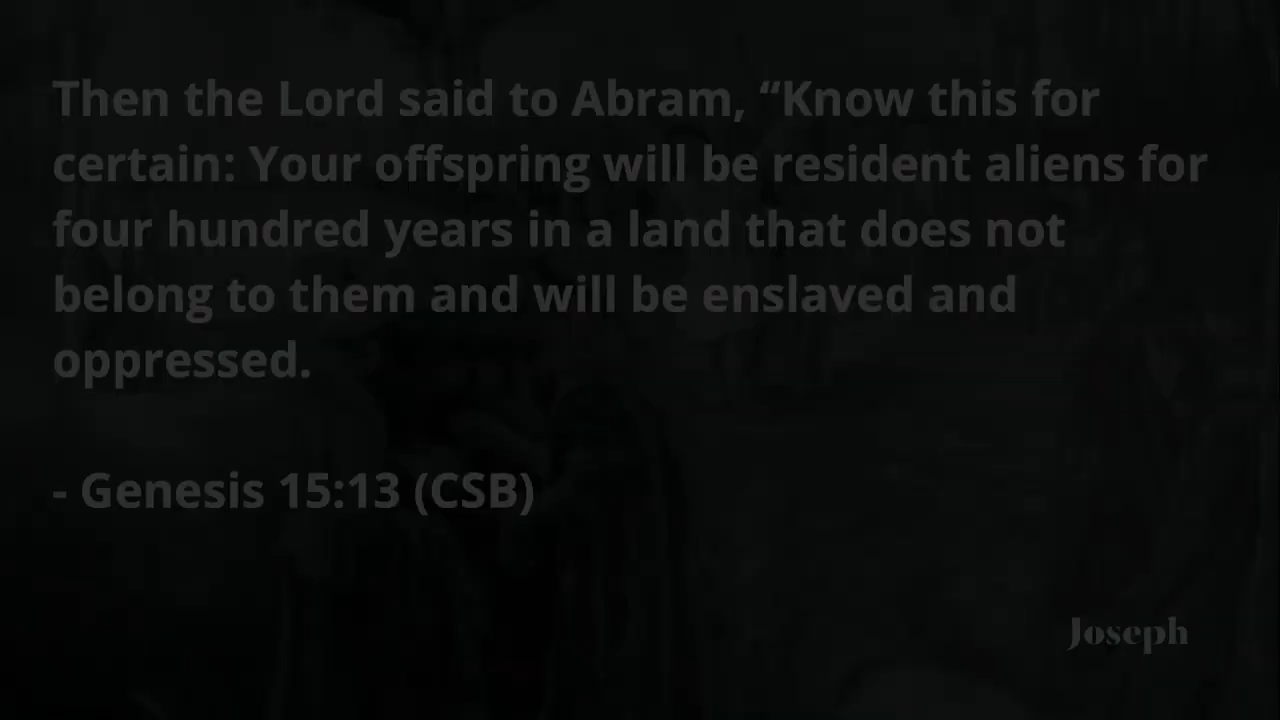 Then the Lord said to Abram, “Know this for
certain: Your offspring will be resident aliens for
four hundred years in a land that does not
belong to them and will be enslaved and
oppressed.
- Genesis 15:13 (CSB)
Joseph